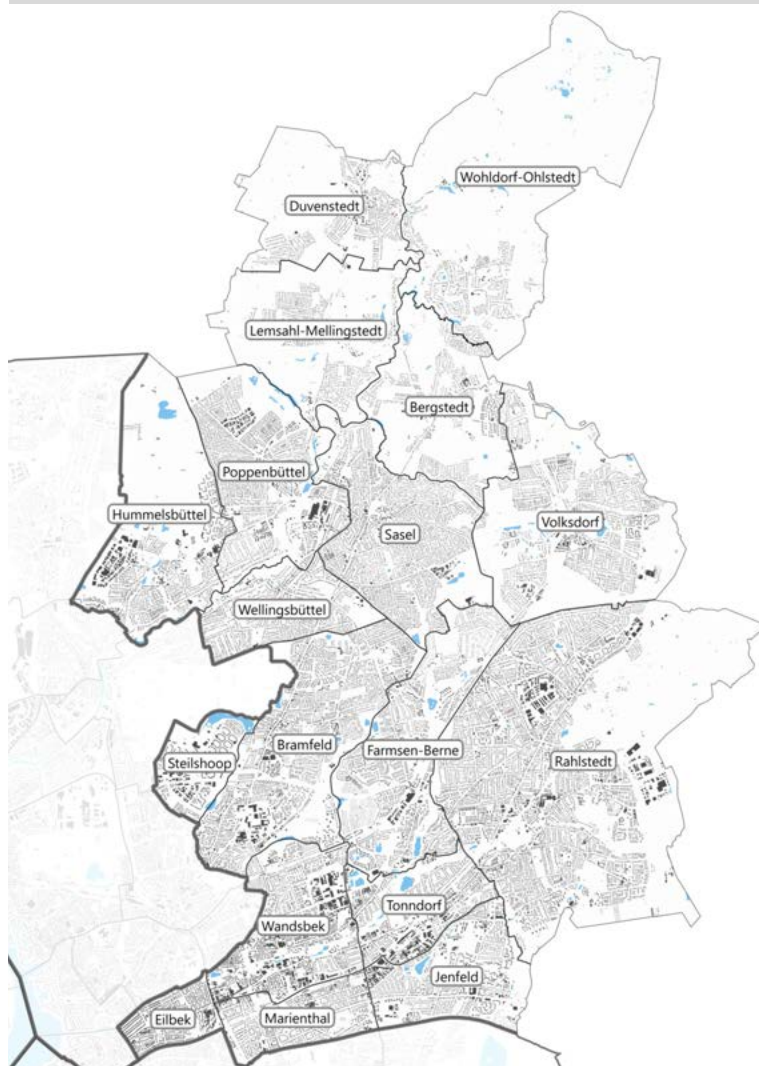 Wohldorf-Ohlstedt
Duvenstedt
Lemsahl-Mellingstedt
Bergstedt
Poppenbüttel
Hummelsbüttel
Volksdorf
Sasel
Wellingsbüttel
Bramfeld
Farmsen-Berne
Steilshoop
Rahlstedt
Tonndorf
Wandsbek
Jenfeld
Eilbek
Marienthal